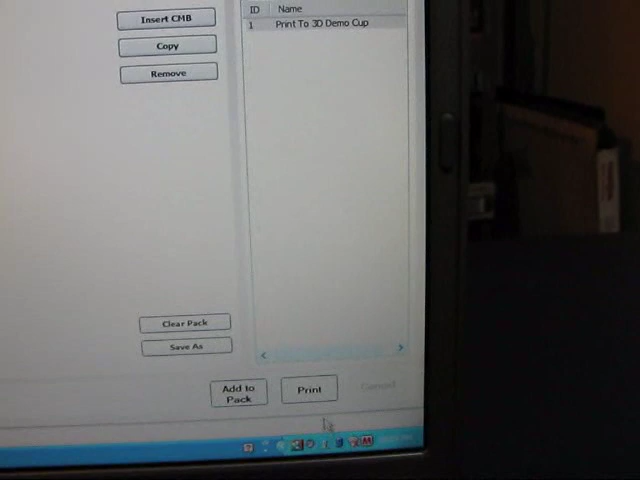 Insert CMB
Copy
Remove
ID Name
1 Print To 3D Demo Cup
Clear Pack
Save As
Add to
Pack
Print
Cancel